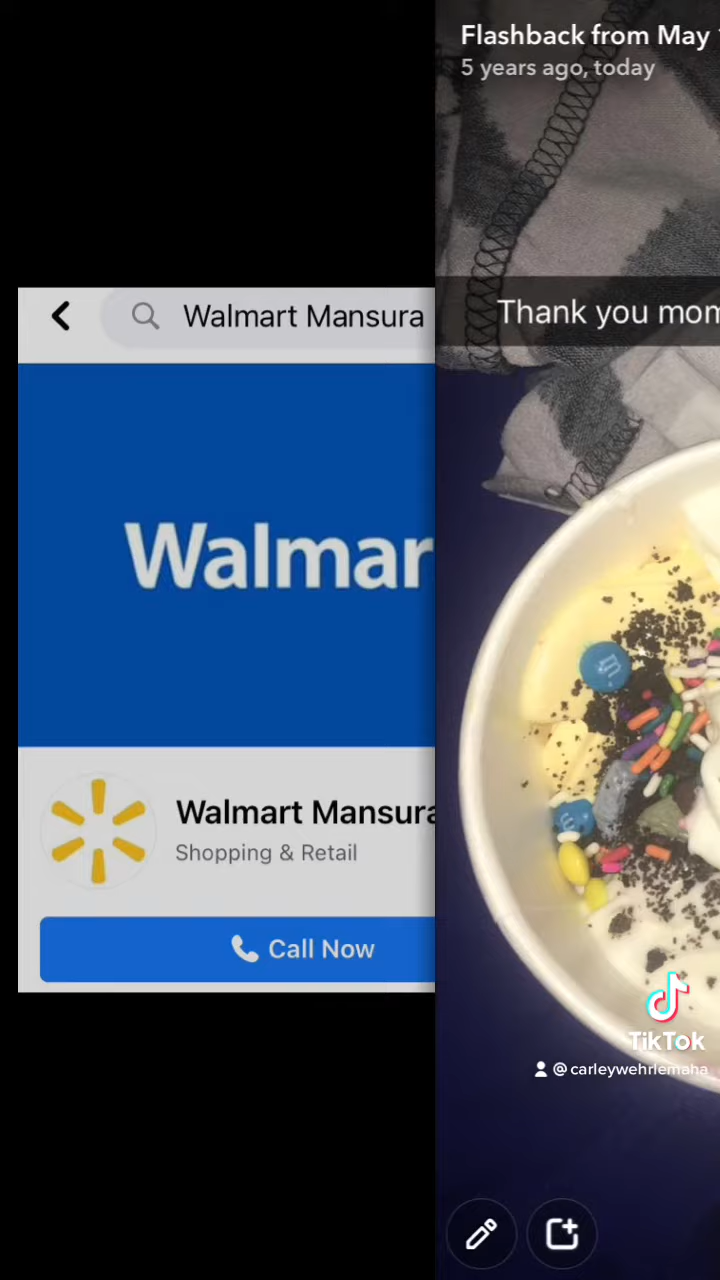 Walmart Mansura
Walmar
Walmart Mansura
Shopping & Retail
Call Now
Flashback from May
5 years ago, today
Thank you mom
m
TikTok
@carleywehrlemaha